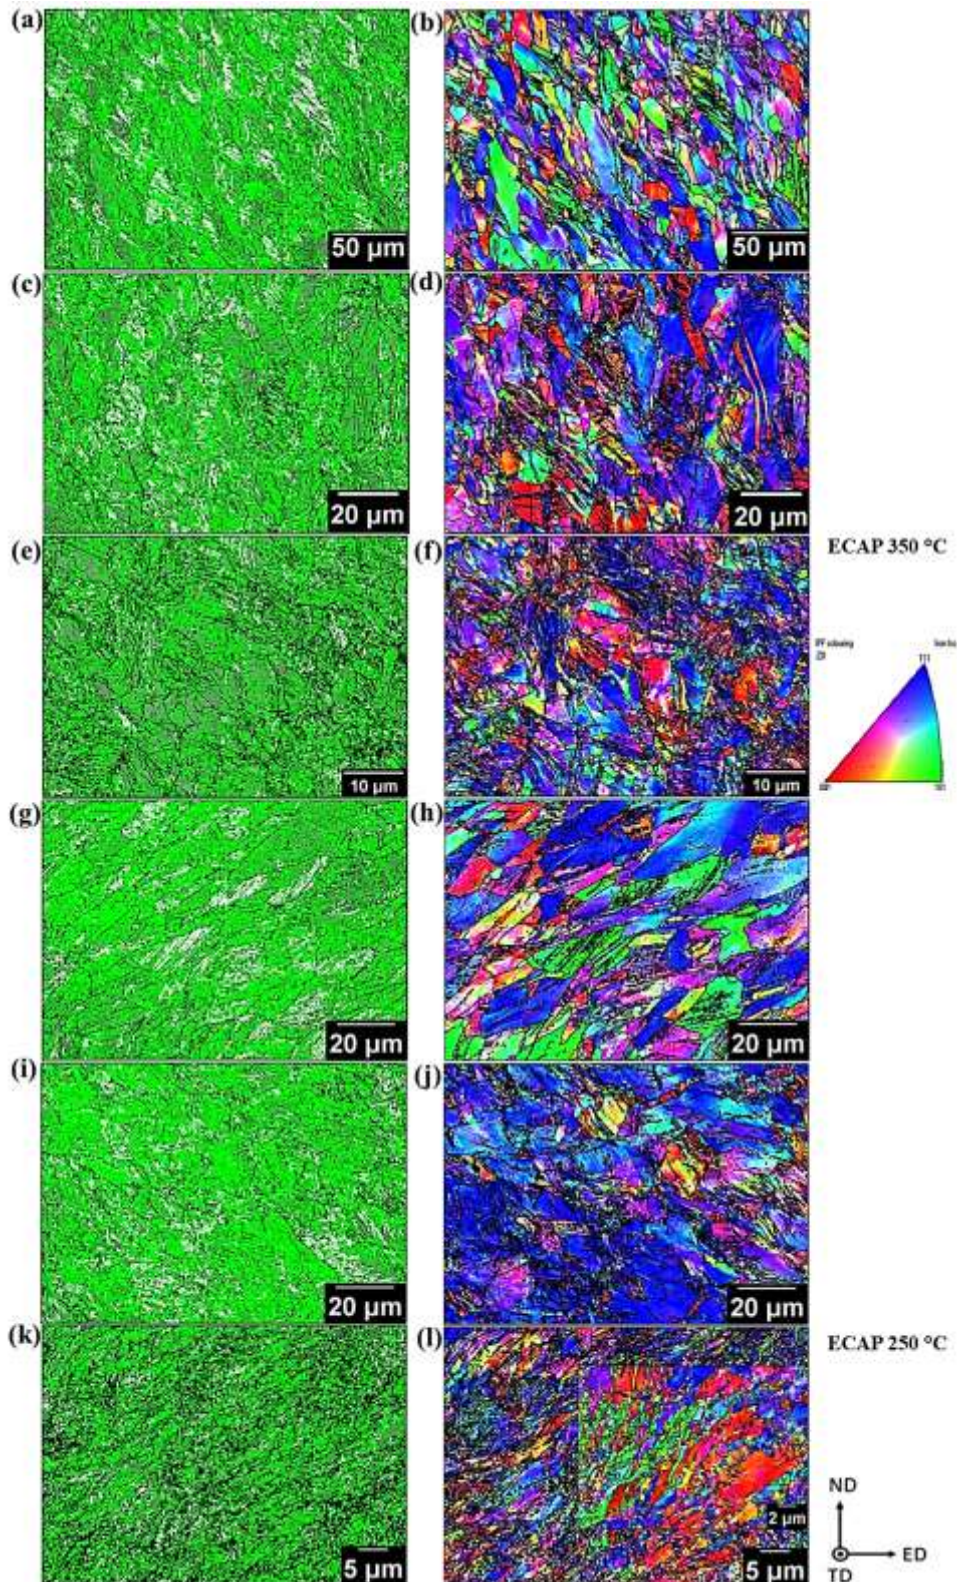 (a) (b)
50 µm 50 µm
(c) (d)
20 µm 20 µm
(e) (f) ECAP 350 °C
111
10 µm 10 µm
(g) (h)
20 µm 20 µm
(i) (j)
20 µm 20 µm
(k) (l) ECAP 250 °C
ND
2 µm
5 µm 5 µm
ED
TD